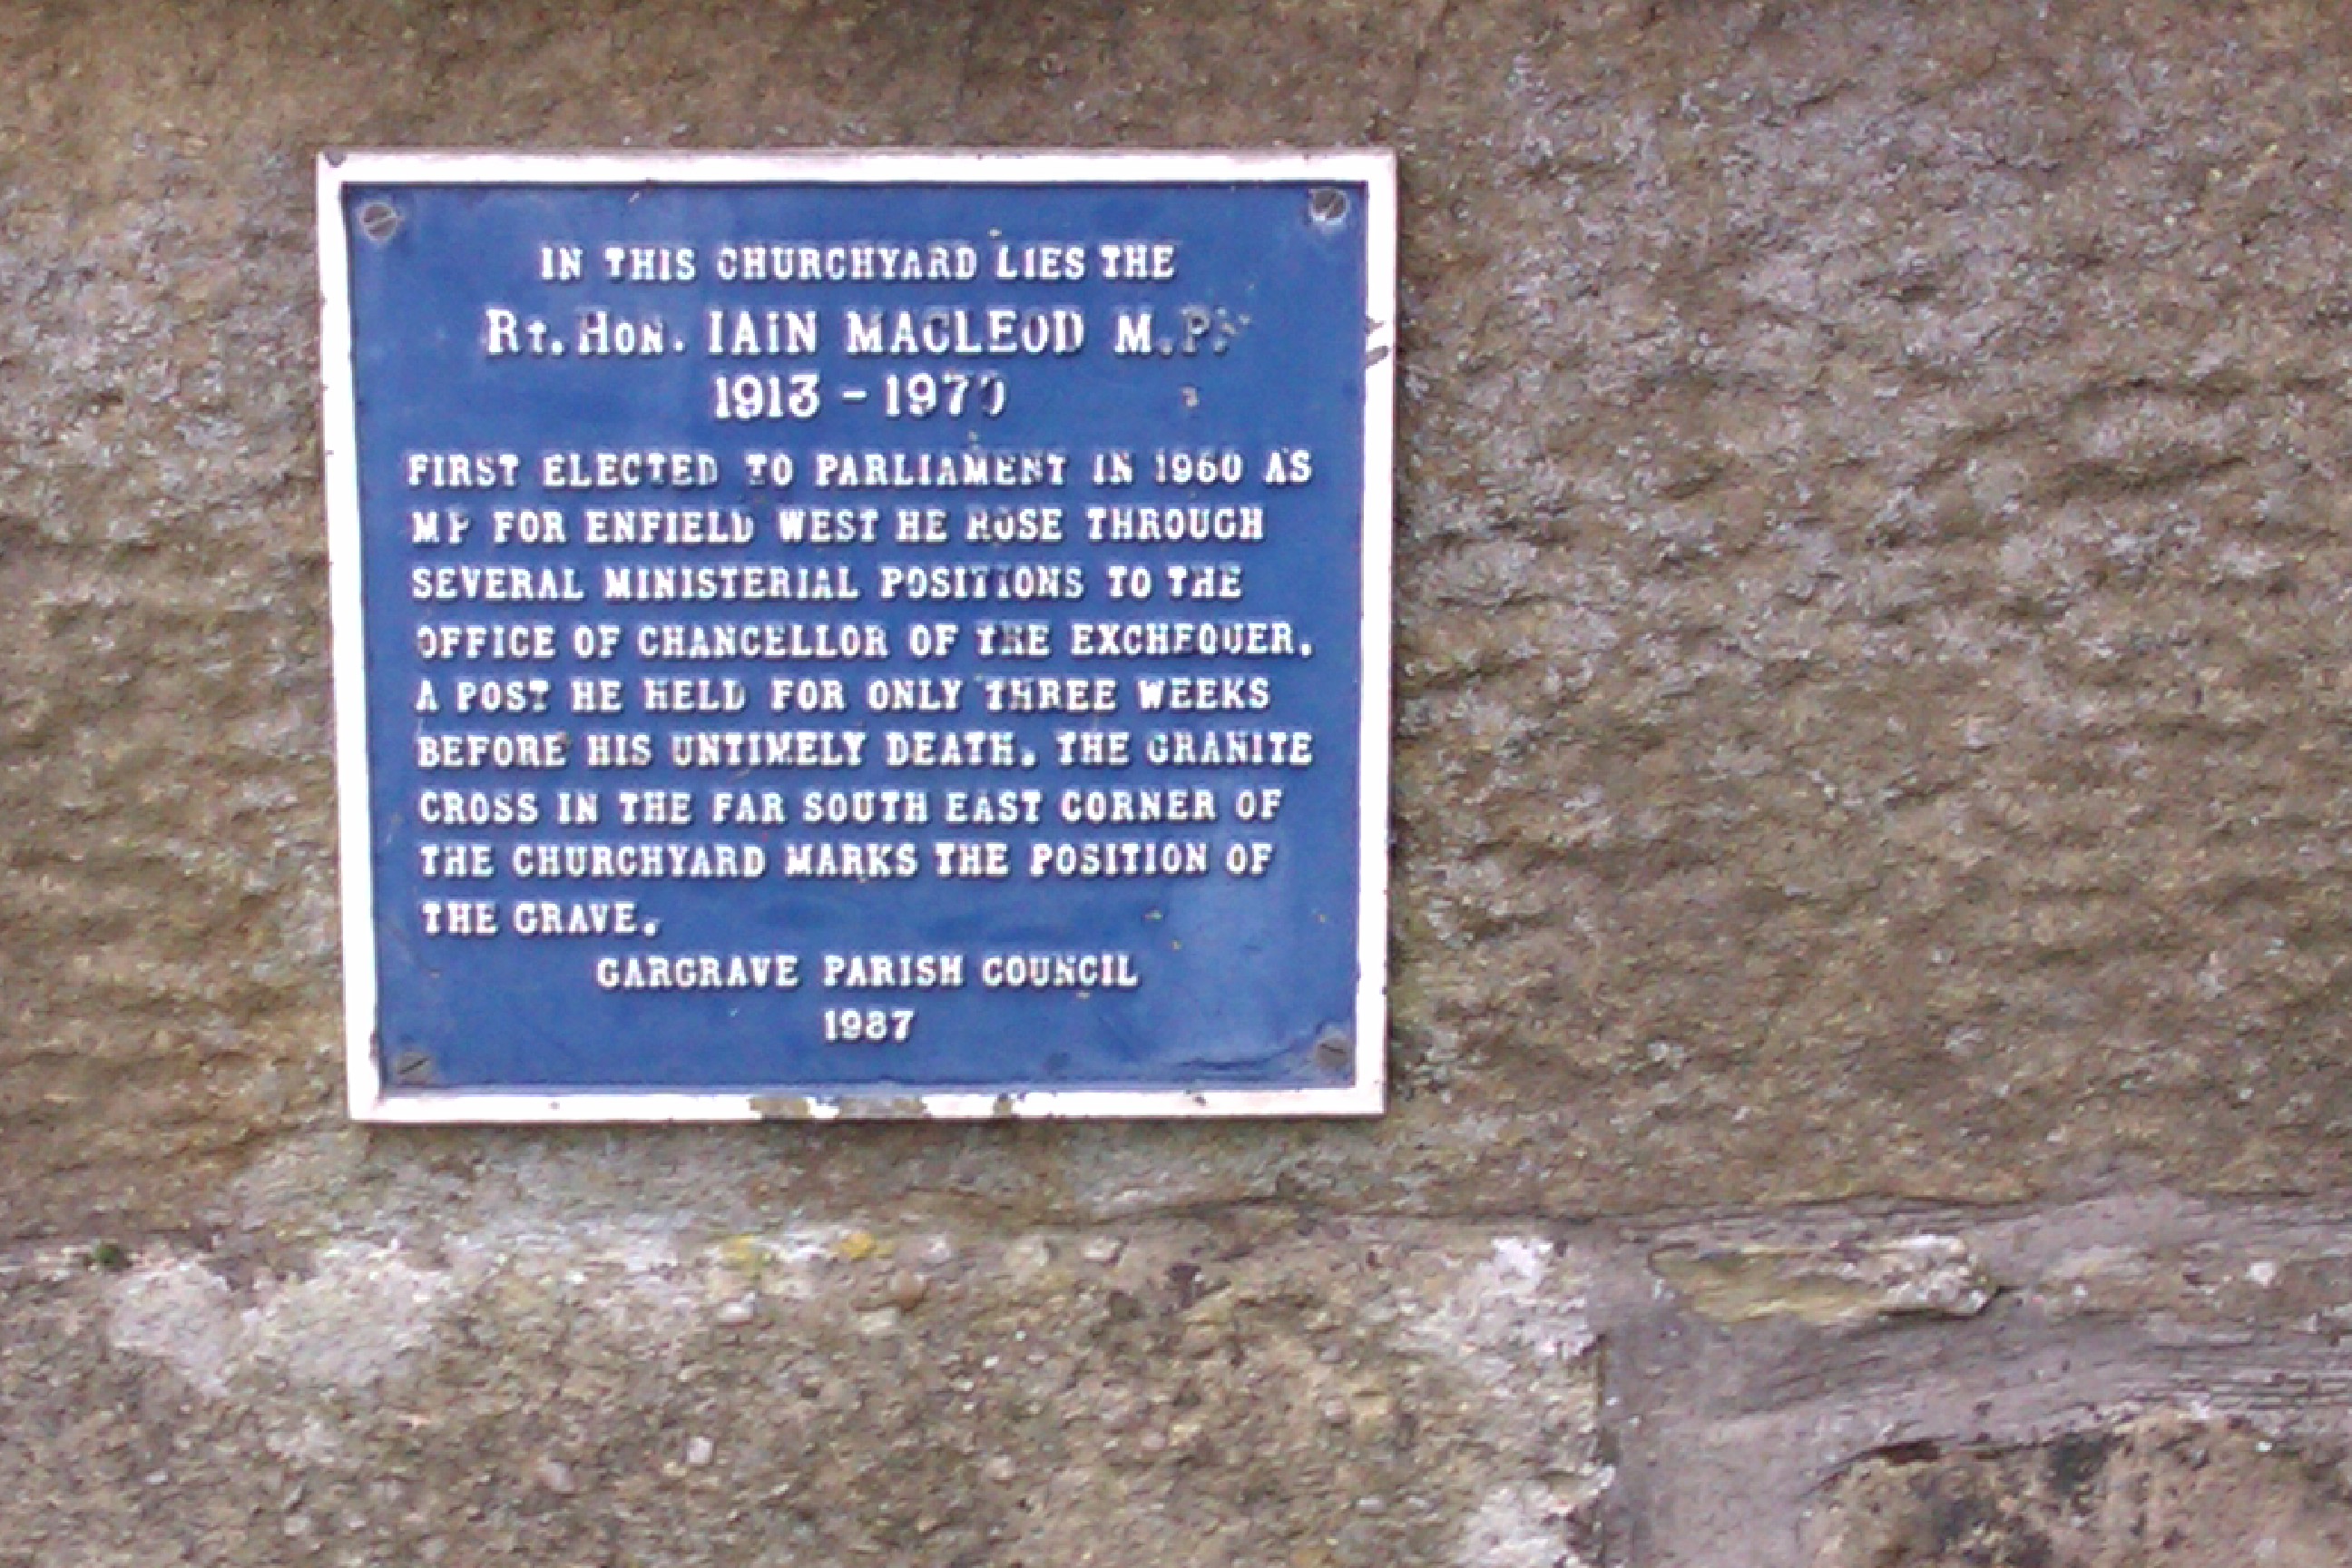 IN THIS CHURCHYARD LIES THE
RT. HON. IAIN MACLEOD M.P.
1913 - 1970
FIRST ELECTED TO PARLIAMENT IN 1950 AS
MP FOR ENFIELD WEST HE ROSE THROUGH
SEVERAL MINISTERIAL POSITIONS TO THE
OFFICE OF CHANCELLOR OF THE EXCHEQUER.
A POST HE HELD FOR ONLY THREE WEEKS
BEFORE HIS UNTIMELY DEATH. THE GRANITE
CROSS IN THE FAR SOUTH EAST CORNER OF
THE CHURCHYARD MARKS THE POSITION OF
THE GRAVE.
GARGRAVE PARISH COUNCIL
1987